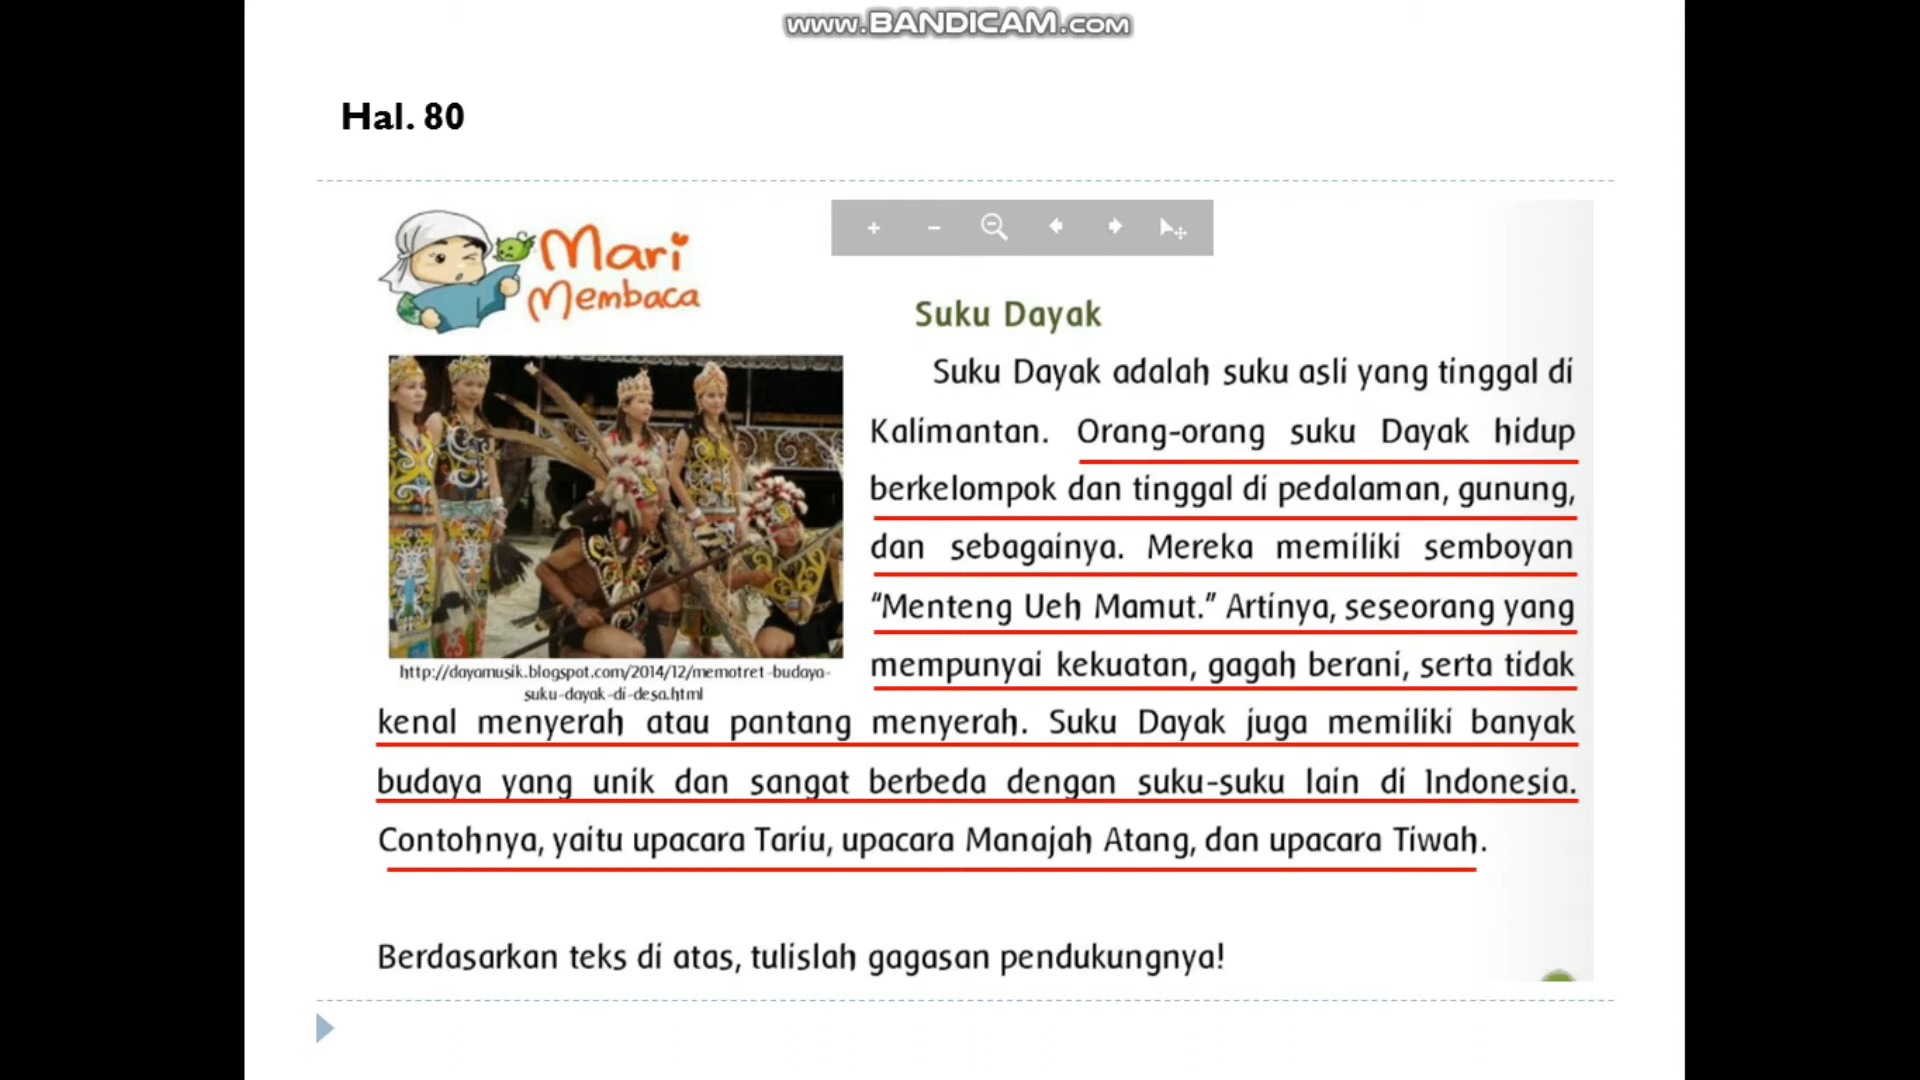 www.BANDICAM.com
Hal. 80
Mari
Membaca
Suku Dayak
Suku Dayak adalah suku asli yang tinggal di
Kalimantan. Orang-orang suku Dayak hidup
berkelompok dan tinggal di pedalaman, gunung,
dan sebagainya. Mereka memiliki semboyan
“Menteng Ueh Mamut.” Artinya, seseorang yang
mempunyai kekuatan, gagah berani, serta tidak
http://dayamusik.blogspot.com/2014/12/memotret-budaya-
suku-dayak-di-desa.html
kenal menyerah atau pantang menyerah. Suku Dayak juga memiliki banyak
budaya yang unik dan sangat berbeda dengan suku-suku lain di Indonesia.
Contohnya, yaitu upacara Tariu, upacara Manajah Atang, dan upacara Tiwah.
Berdasarkan teks di atas, tulislah gagasan pendukungnya!